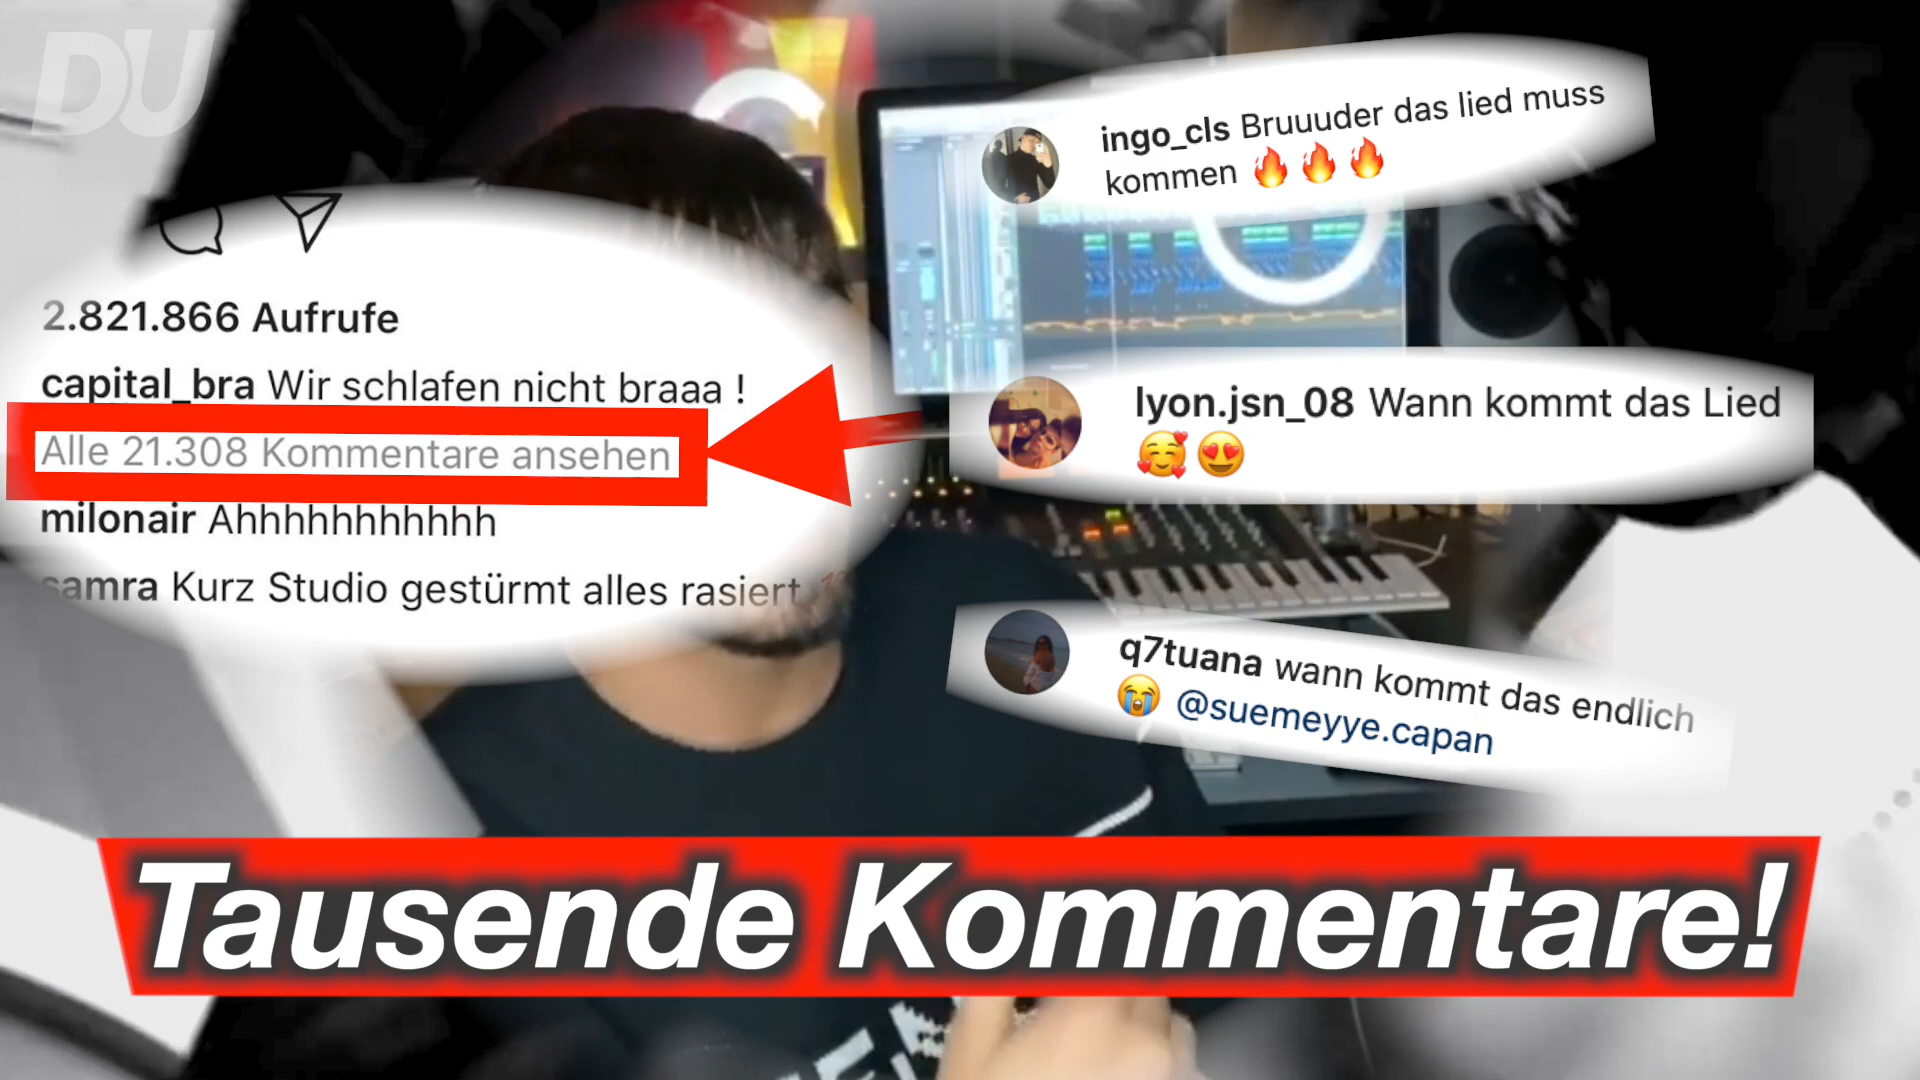 DU
2.821.866 Aufrufe
capital_bra Wir schlafen nicht braaa !
Alle 21.308 Kommentare ansehen
milonair Ahhhhhhhhhhh
samra Kurz Studio gestürmt alles rasiert
ingo_cls Bruuuder das lied muss
kommen 🔥🔥🔥
lyon.jsn_08 Wann kommt das Lied
🥰😍
q7tuana wann kommt das endlich
😭 @suemeyye.capan
Tausende Kommentare!